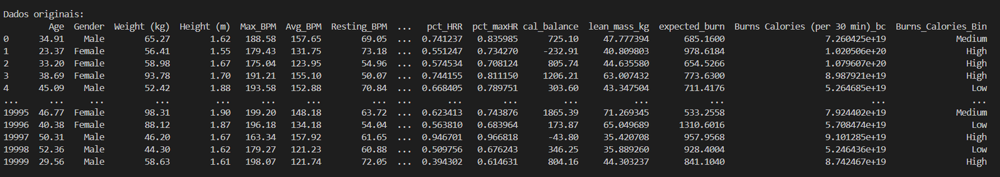 Dados originais:
Age Gender Weight (kg) Height (m) Max_BPM Avg_BPM Resting_BPM ... pct_HRR pct_maxHR cal_balance lean_mass_kg expected_burn Burns Calories (per 30 min)_bc Burns_Calories_Bin
0 34.91 Male 65.27 1.62 188.58 157.65 69.05 ... 0.741237 0.835985 725.10 47.777394 685.1600 7.260425e+19 Medium
1 23.37 Female 56.41 1.55 179.43 131.75 73.18 ... 0.551247 0.734270 -232.91 40.809803 978.6184 1.020506e+20 High
2 33.20 Female 58.98 1.67 175.04 123.95 54.96 ... 0.574534 0.708124 805.74 44.635580 654.5266 1.079607e+20 High
3 38.69 Female 93.78 1.70 191.21 155.10 50.07 ... 0.744155 0.811150 1206.21 63.007432 773.6300 8.987921e+19 High
4 45.09 Male 52.42 1.88 193.58 152.88 70.84 ... 0.668405 0.789751 303.60 43.347504 711.4176 5.264685e+19 Low
... ... ... ... ... ... ... ... ... ... ... ... ... ... ... ...
19995 46.77 Female 98.31 1.90 199.20 148.18 63.72 ... 0.623413 0.743876 1865.39 71.269345 533.2558 7.924402e+19 Medium
19996 40.38 Female 88.12 1.87 196.18 134.18 54.04 ... 0.563810 0.683964 173.87 65.049689 1310.6016 5.708474e+19 Low
19997 50.31 Male 46.20 1.67 163.34 157.92 61.65 ... 0.946701 0.966818 -43.80 35.420708 957.9568 9.101285e+19 High
19998 52.36 Male 44.30 1.62 179.27 121.23 60.88 ... 0.509756 0.676243 346.25 35.889260 928.4004 5.246436e+19 Low
19999 29.56 Male 58.63 1.61 198.07 121.74 72.05 ... 0.394302 0.614631 804.16 44.303237 841.1040 8.742467e+19 High